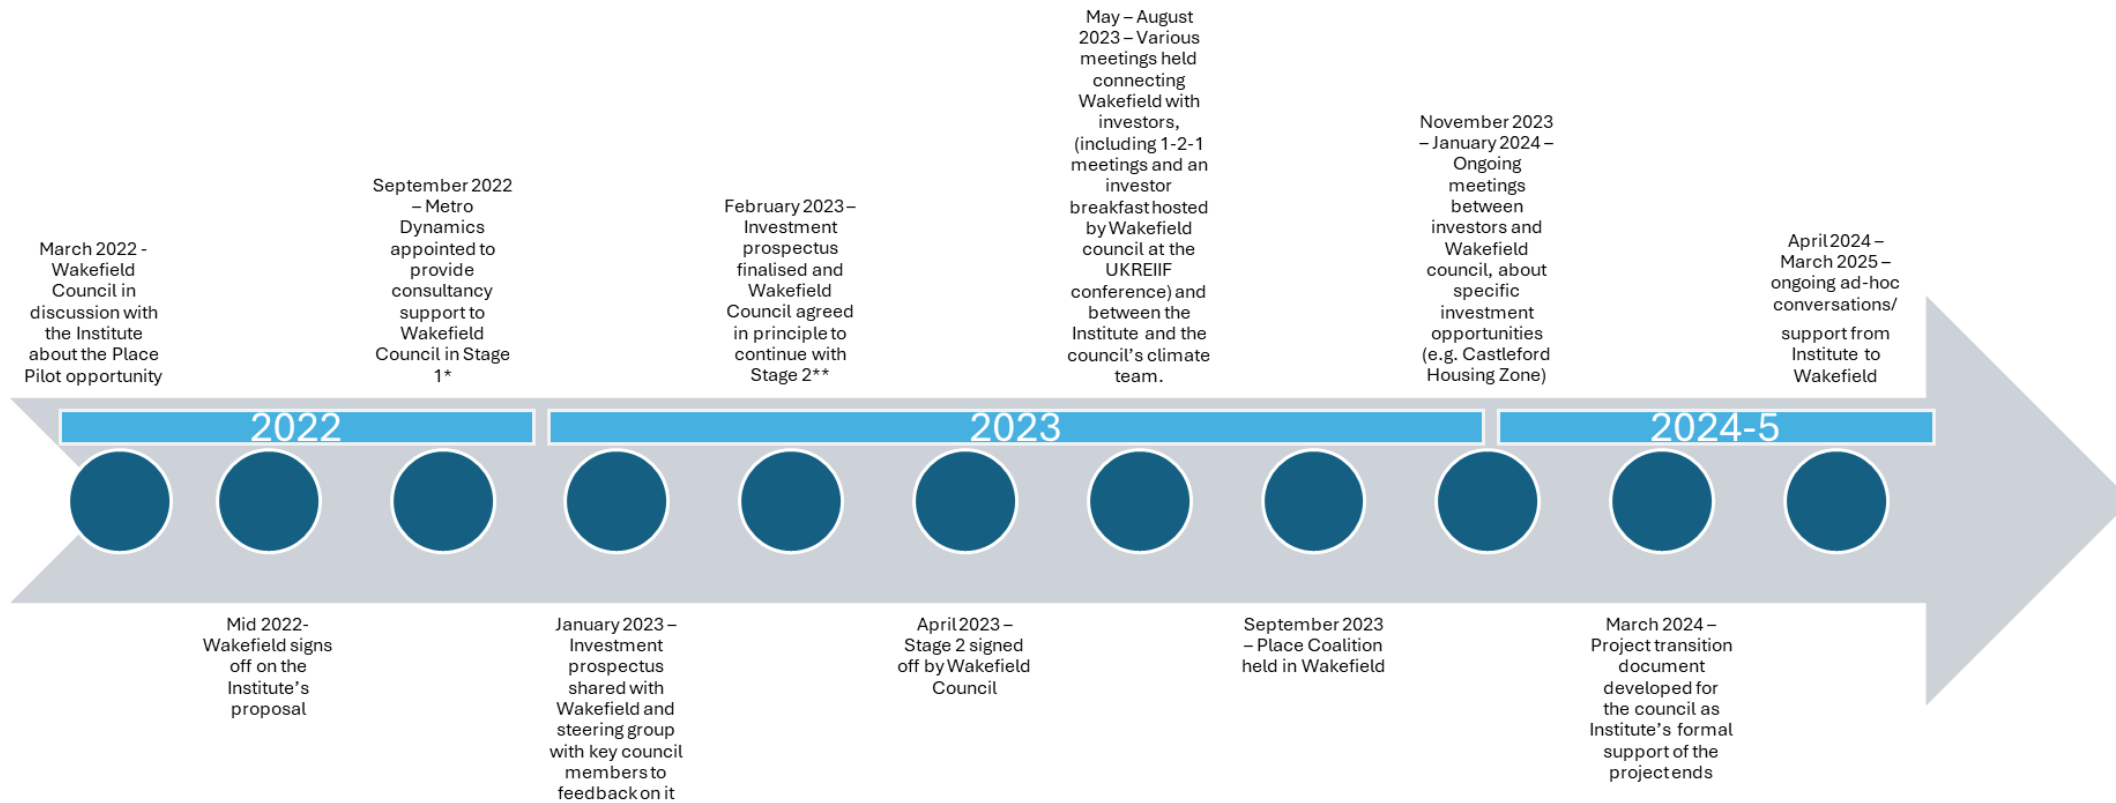 March 2022 -
Wakefield
Council in
discussion with
the Institute
about the Place
Pilot opportunity
September 2022
– Metro
Dynamics
appointed to
provide
consultancy
support to
Wakefield
Council in Stage
1*
February 2023 –
Investment
prospectus
finalised and
Wakefield
Council agreed
in principle to
continue with
Stage 2**
May – August
2023 – Various
meetings held
connecting
Wakefield with
investors,
(including 1-2-1
meetings and an
investor
breakfast hosted
by Wakefield
council at the
UKREIIF
conference) and
between the
Institute and the
council’s climate
team.
November 2023
– January 2024 –
Ongoing
meetings
between
investors and
Wakefield
council, about
specific
investment
opportunities
(e.g. Castleford
Housing Zone)
April 2024 –
March 2025 –
ongoing ad-hoc
conversations/
support from
Institute to
Wakefield
2022
2023
2024-5
Mid 2022-
Wakefield signs
off on the
Institute’s
proposal
January 2023 –
Investment
prospectus
shared with
Wakefield and
steering group
with key council
members to
feedback on it
April 2023 –
Stage 2 signed
off by Wakefield
Council
September 2023
– Place Coalition
held in Wakefield
March 2024 –
Project transition
document
developed for
the council as
Institute’s formal
support of the
project ends